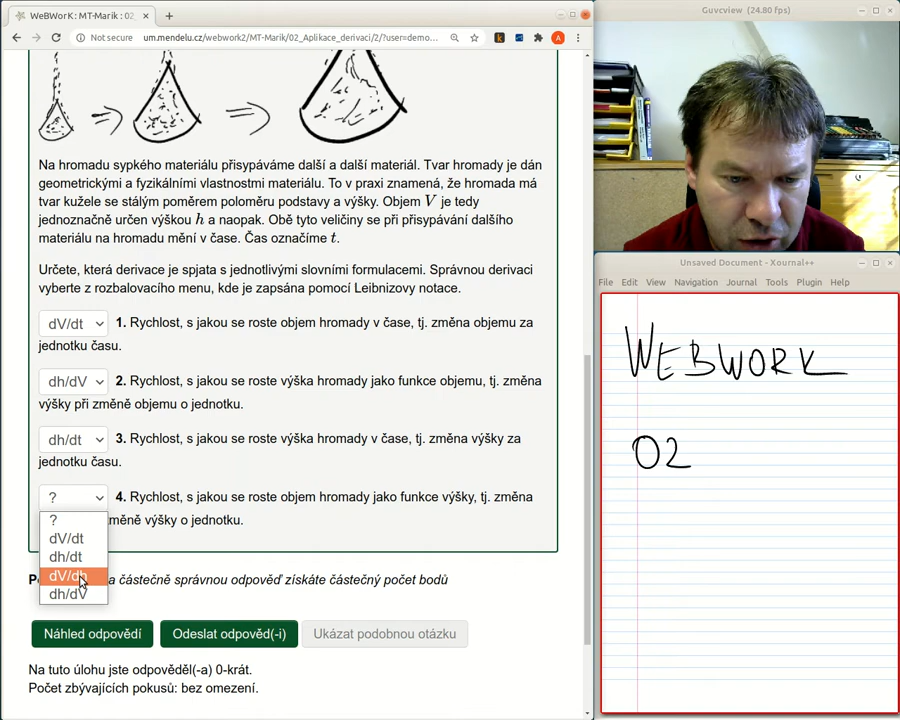 WeBWorK : MT-Marik : 02_
Guvcview (24.80 fps)
Not secure
um.mendelu.cz/webwork2/MT-Marik/02_Aplikace_derivaci/2/?user=demo...
Na hromadu sypkého materiálu přisypáváme další a další materiál. Tvar hromady je dán
geometrickými a fyzikálními vlastnostmi materiálu. To v praxi znamená, že hromada má
tvar kužele se stálým poměrem poloměru podstavy a výšky. Objem V je tedy
jednoznačně určen výškou h a naopak. Obě tyto veličiny se při přisypávání dalšího
materiálu na hromadu mění v čase. Čas označíme t.
Určete, která derivace je spjata s jednotlivými slovními formulacemi. Správnou derivaci
vyberte z rozbalovacího menu, kde je zapsána pomocí Leibnizovy notace.
dV/dt 1. Rychlost, s jakou se roste objem hromady v čase, tj. změna objemu za
jednotku času.
dh/dV 2. Rychlost, s jakou se roste výška hromady jako funkce objemu, tj. změna
výšky při změně objemu o jednotku.
dh/dt 3. Rychlost, s jakou se roste výška hromady v čase, tj. změna výšky za
jednotku času.
? 4. Rychlost, s jakou se roste objem hromady jako funkce výšky, tj. změna
měně výšky o jednotku.
?
dV/dt
dh/dt
dV/dh
dh/dV
a částečně správnou odpověď získáte částečný počet bodů
Náhled odpovědí
Odeslat odpověď(-i)
Ukázat podobnou otázku
Na tuto úlohu jste odpověděl(-a) 0-krát.
Počet zbývajících pokusů: bez omezení.
Unsaved Document - Xournal++
File Edit View Navigation Journal Tools Plugin Help
WEBWORK
02